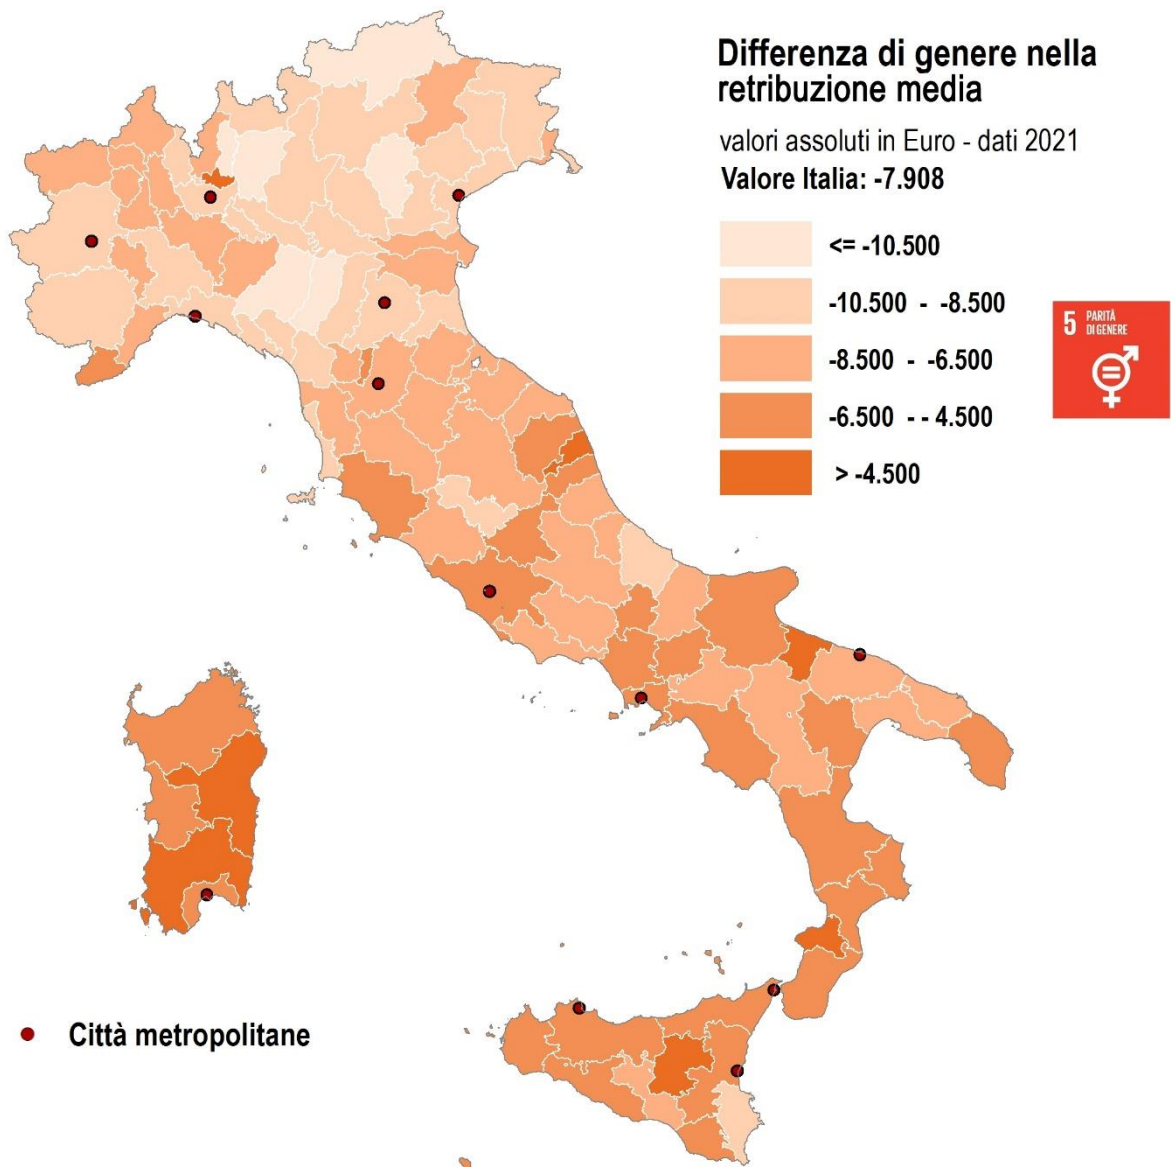 Differenza di genere nella
retribuzione media
valori assoluti in Euro - dati 2021
Valore Italia: -7.908
<= -10.500
-10.500 - -8.500
-8.500 - -6.500
-6.500 - - 4.500
> -4.500
5 PARITÀ
DI GENERE
Città metropolitane